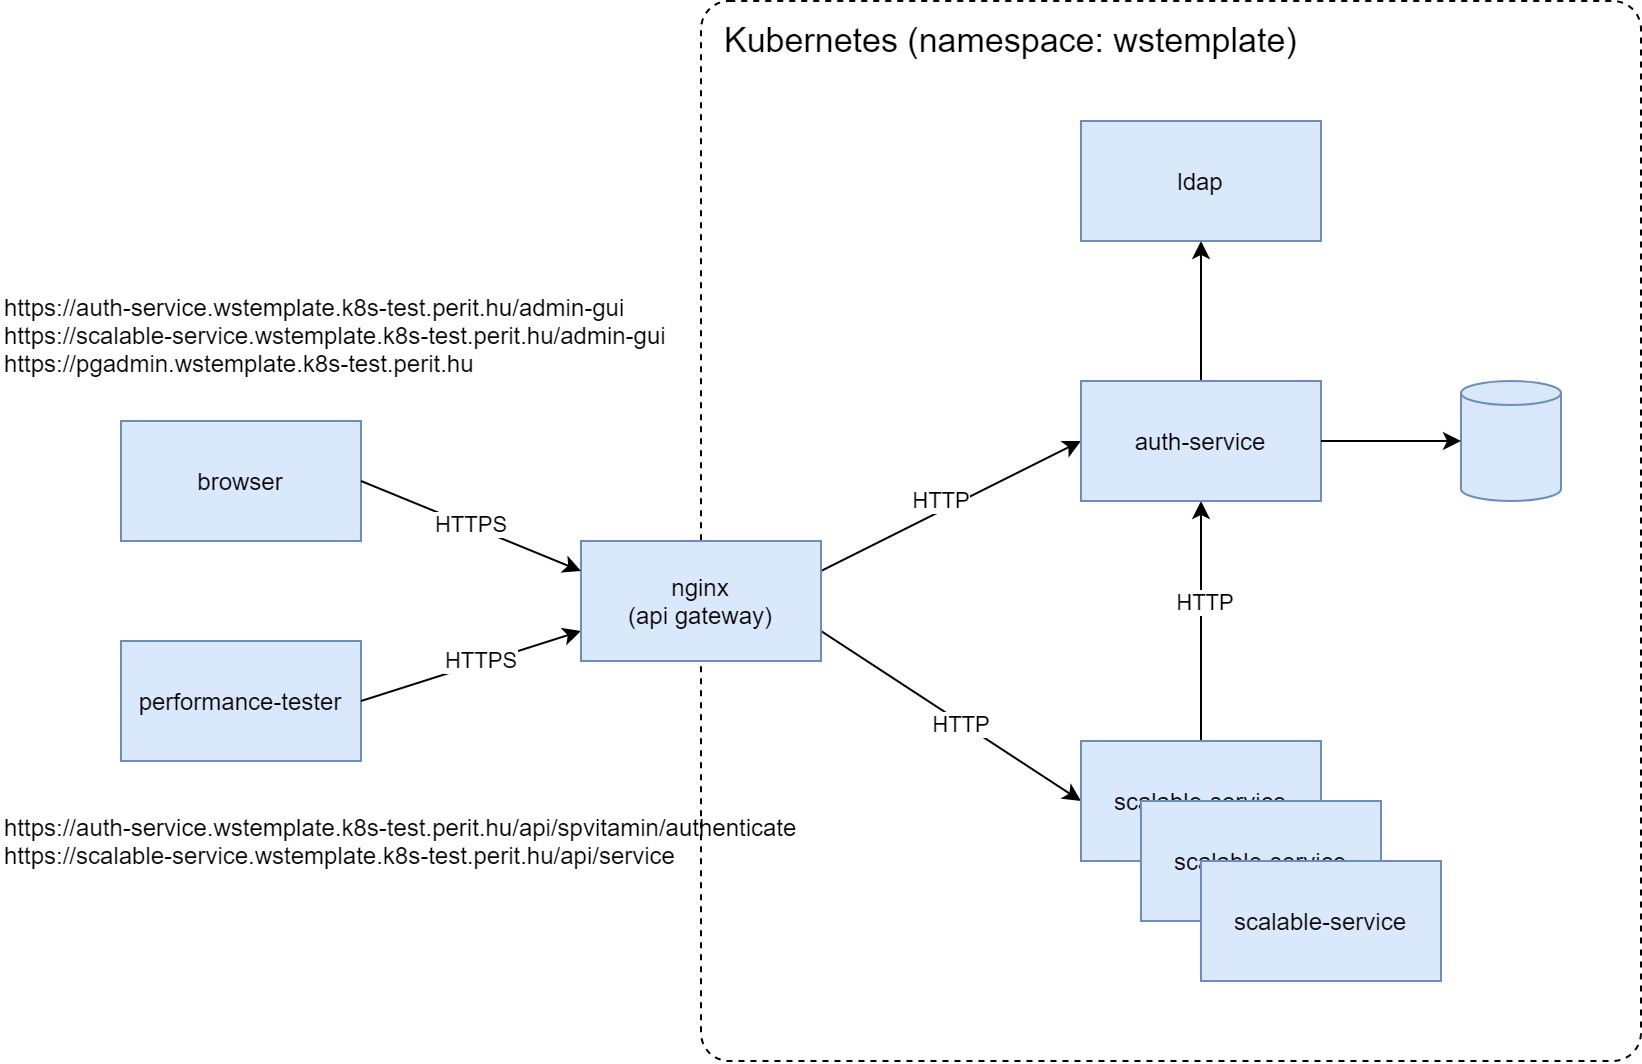 Kubernetes (namespace: wstemplate)
ldap
https://auth-service.wstemplate.k8s-test.perit.hu/admin-gui
https://scalable-service.wstemplate.k8s-test.perit.hu/admin-gui
https://pgadmin.wstemplate.k8s-test.perit.hu
browser
HTTPS
auth-service
HTTP
nginx
(api gateway)
HTTP
performance-tester
HTTPS
HTTP
scalable-service
scalable-service
scalable-service
https://auth-service.wstemplate.k8s-test.perit.hu/api/spvitamin/authenticate
https://scalable-service.wstemplate.k8s-test.perit.hu/api/service